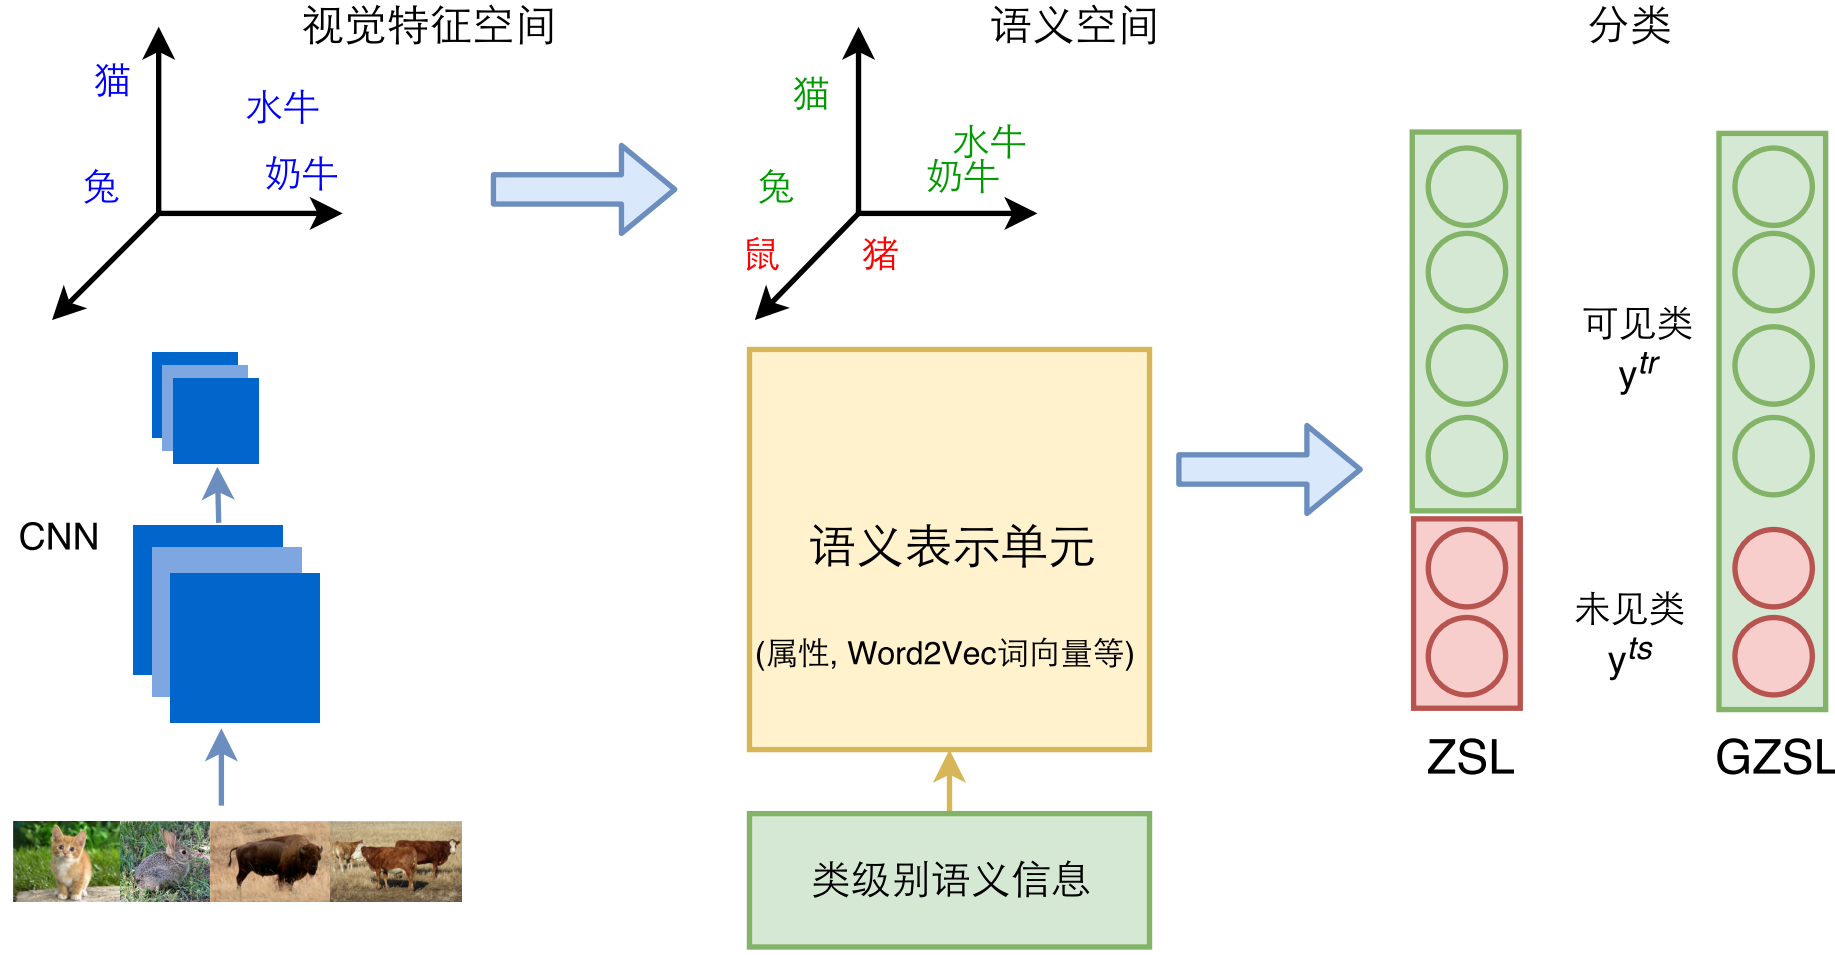 视觉特征空间
猫
水牛
兔
奶牛
CNN
语义空间
猫
水牛
兔
奶牛
鼠
猪
语义表示单元
(属性, Word2Vec词向量等)
类级别语义信息
分类
可见类
y^tr
未见类
y^ts
ZSL
GZSL